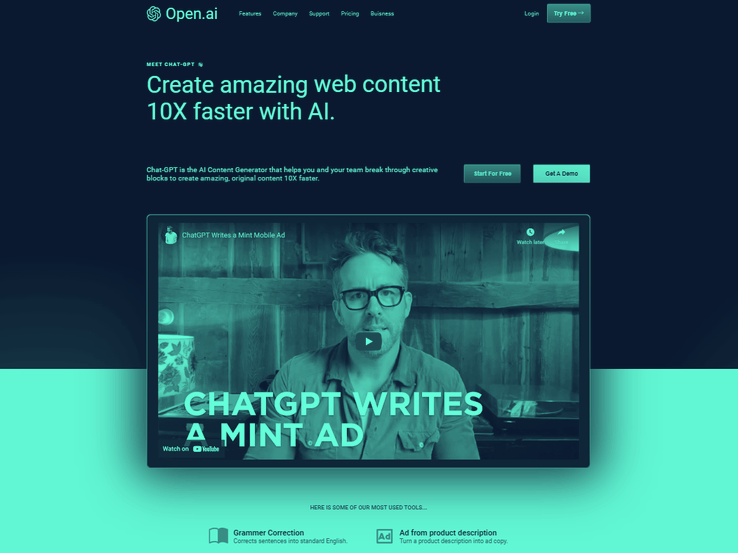 Open.ai
Features Company Support Pricing Buisness
Login
Try Free
MEET CHAT-GPT
Create amazing web content
10X faster with AI.
Chat-GPT is the AI Content Generator that helps you and your team break through creative
blocks to create amazing, original content 10X faster.
Start For Free
Get A Demo
ChatGPT Writes a Mint Mobile Ad
Watch later
CHATGPT WRITES
A MINT AD
Watch on YouTube
HERE IS SOME OF OUR MOST USED TOOLS...
Grammer Correction
Corrects sentences into standard English.
Ad
Ad from product description
Turn a product description into ad copy.